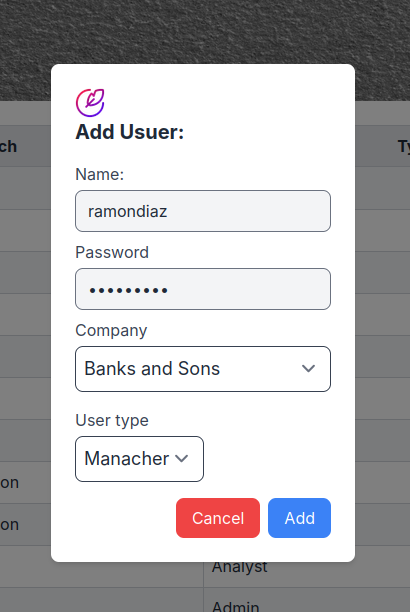 ch
Ty
Add Usuer:
Name:
ramondiaz
Password
•••••••••
Company
Banks and Sons
User type
Manacher
on
Cancel
Add
on
Analyst
Admin